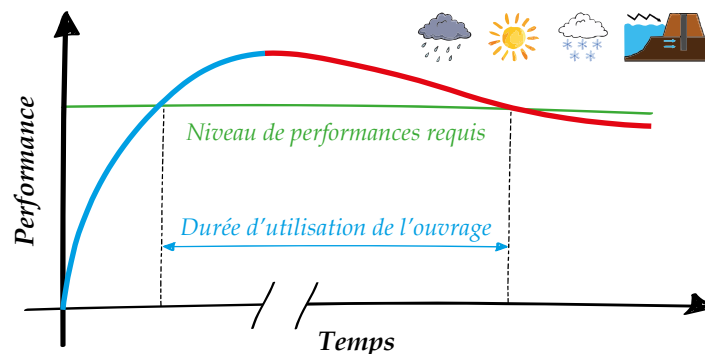 Performance
Niveau de performances requis
Durée d'utilisation de l'ouvrage
Temps